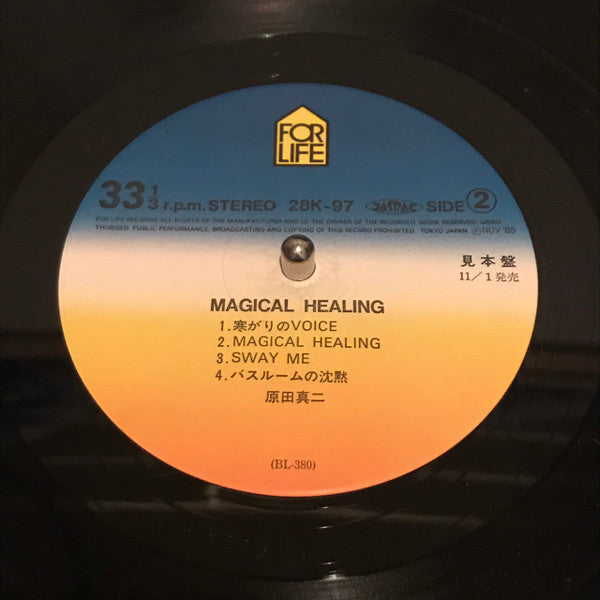 FOR
LIFE
33 1/3 r.p.m. STEREO 28K-97 JASRAC SIDE 2
FOR LIFE RECORDS·ALL RIGHTS OF THE MANUFACTURER AND OF THE OWNER OF THE RECORDED WORK RESERVED·UNAU-
THORISED PUBLIC PERFORMANCE, BROADCASTING AND COPYING OF THIS RECORD PROHIBITED. TOKYO JAPAN. ℗NOV '85
見本盤
11/1発売
MAGICAL HEALING
1.寒がりのVOICE
2.MAGICAL HEALING
3.SWAY ME
4.バスルームの沈黙
原田真二
(BL-380)